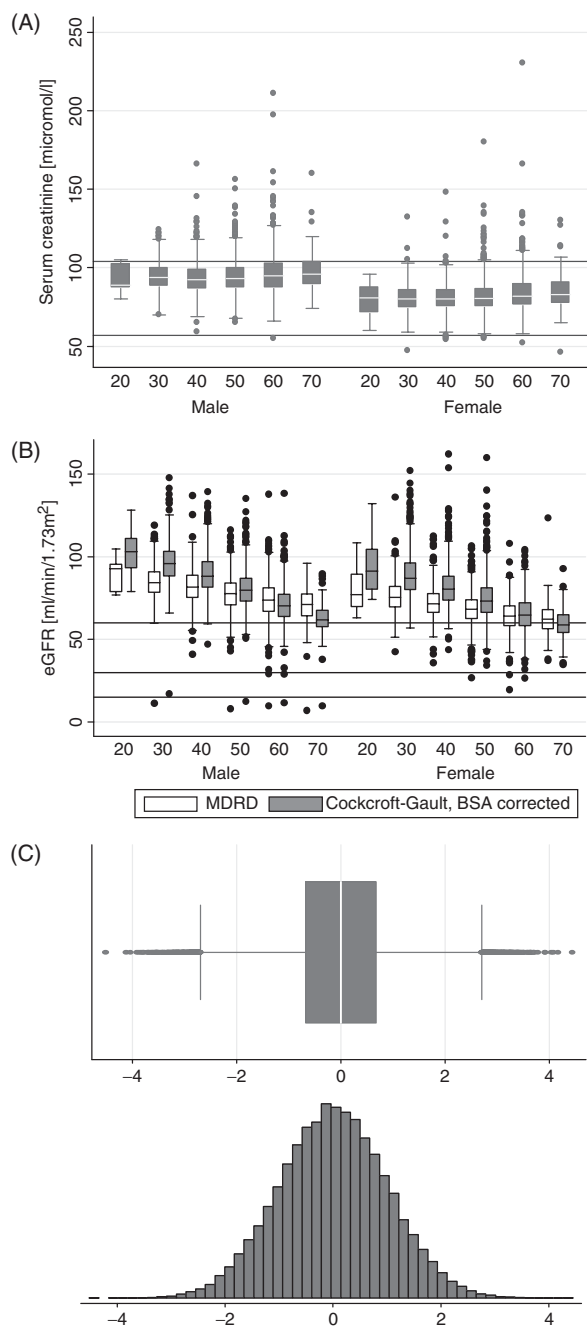 (A)
Serum creatinine [micromol/l]
250
200
150
100
50
20 30 40 50 60 70 20 30 40 50 60 70
Male Female
(B)
eGFR [ml/min/1.73m²]
150
100
50
0
20 30 40 50 60 70 20 30 40 50 60 70
Male Female
MDRD Cockcroft-Gault, BSA corrected
(C)
−4 −2 0 2 4
−4 −2 0 2 4